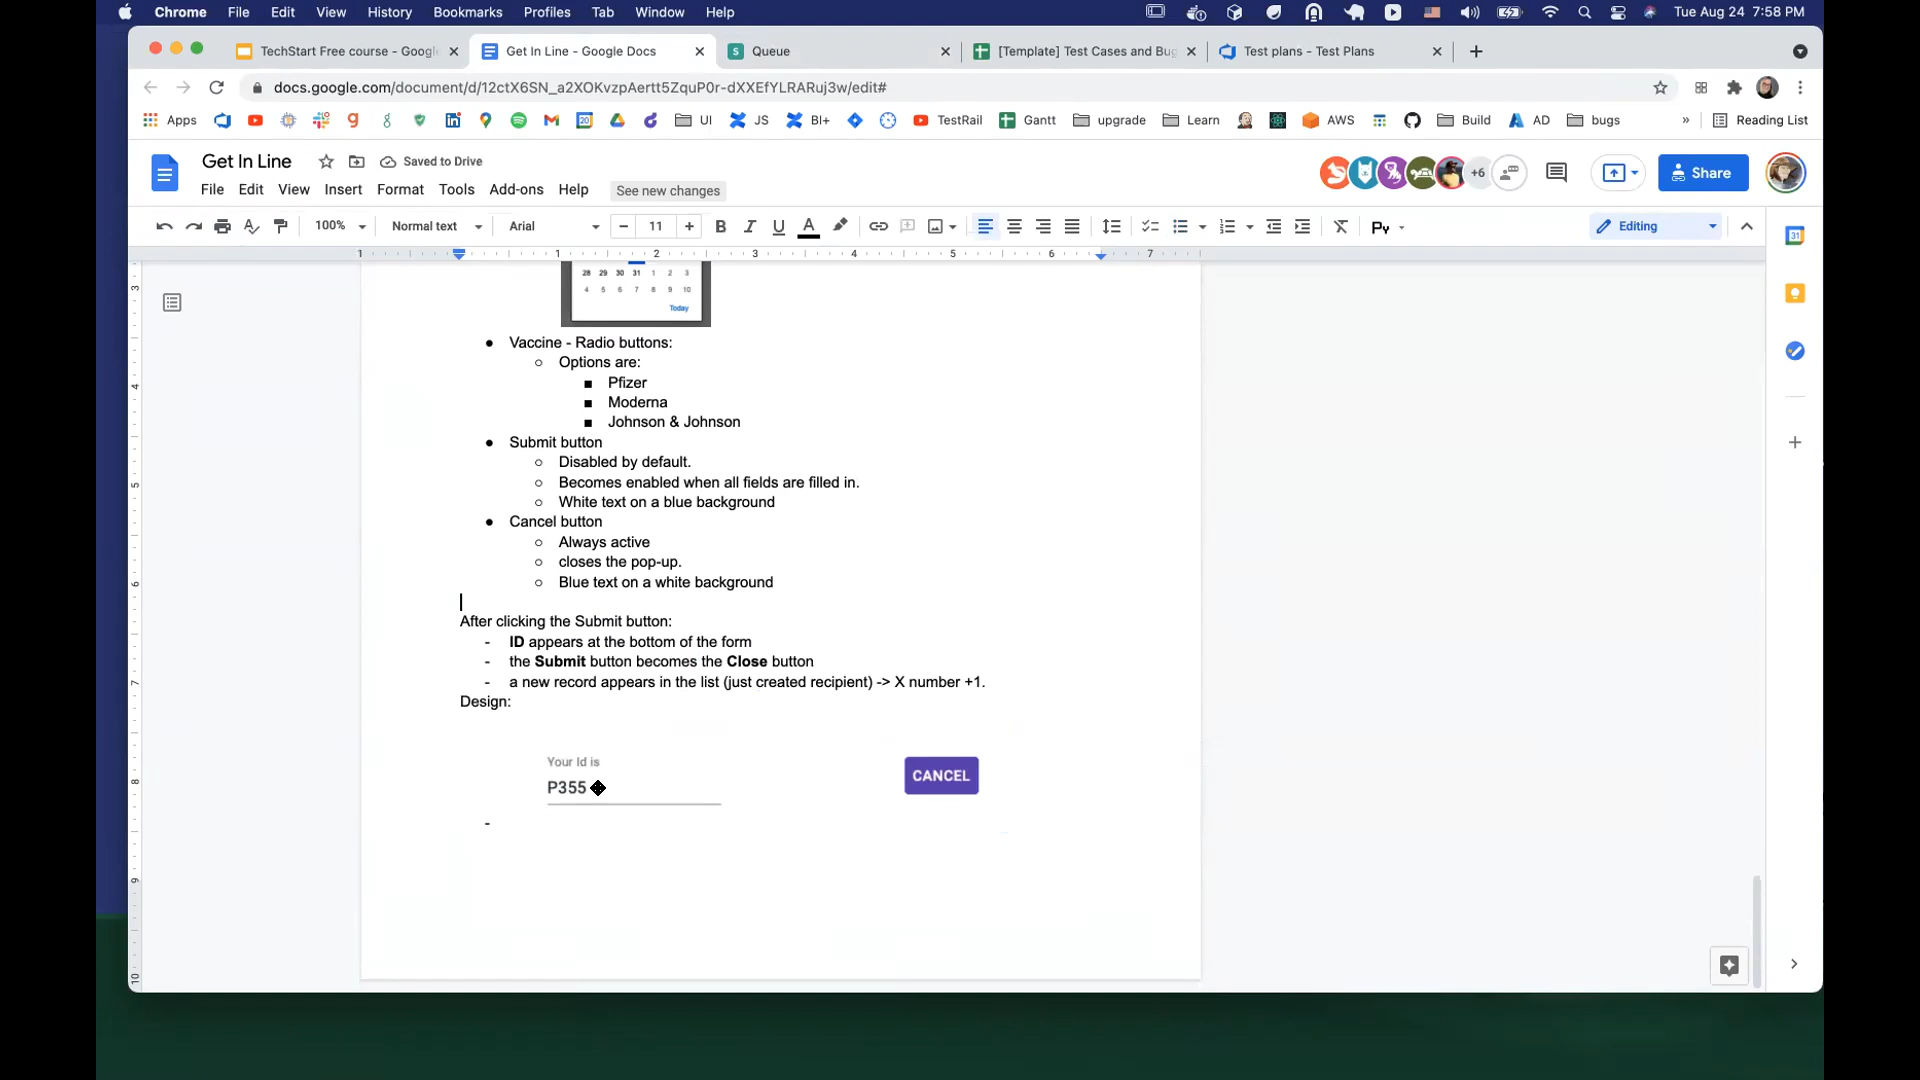 Chrome File Edit View History Bookmarks Profiles Tab Window Help Tue Aug 24 7:58 PM
TechStart Free course - Googl Get In Line - Google Docs S Queue [Template] Test Cases and Bug Test plans - Test Plans
docs.google.com/document/d/12ctX6SN_a2XOKvzpAertt5ZquP0r-dXXEfYLRARuj3w/edit#
Apps UI JS BI+ TestRail Gantt upgrade Learn AWS Build AD bugs » Reading List
Get In Line Saved to Drive
+6 Share
File Edit View Insert Format Tools Add-ons Help See new changes
100% Normal text Arial 11 B I U A Py Editing
1 1 2 3 4 5 6 7
28 29 30 31 1 2 3
4 5 6 7 8 9 10
Today
● Vaccine - Radio buttons:
○ Options are:
■ Pfizer
■ Moderna
■ Johnson & Johnson
● Submit button
○ Disabled by default.
○ Becomes enabled when all fields are filled in.
○ White text on a blue background
● Cancel button
○ Always active
○ closes the pop-up.
○ Blue text on a white background
After clicking the Submit button:
- ID appears at the bottom of the form
- the Submit button becomes the Close button
- a new record appears in the list (just created recipient) -> X number +1.
Design:
Your Id is
P355
CANCEL
-
3
4
5
6
7
8
9
10
31